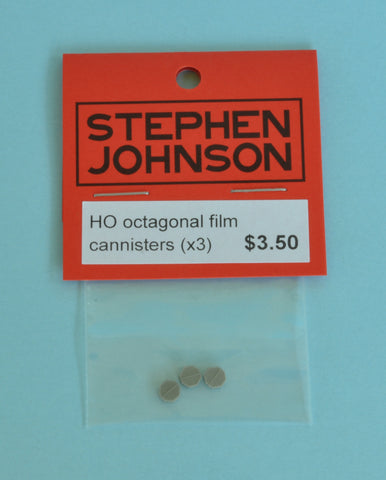 STEPHEN
JOHNSON
HO octagonal film
cannisters (x3) $3.50